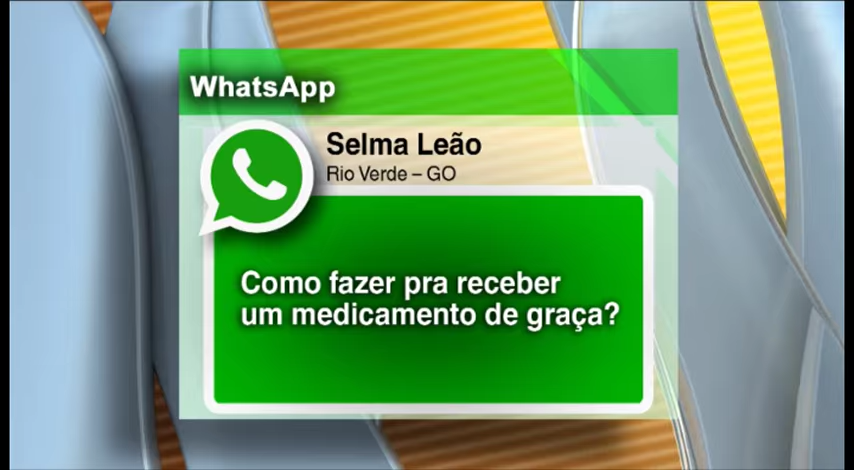 WhatsApp
Selma Leão
Rio Verde – GO
Como fazer pra receber
um medicamento de graça?